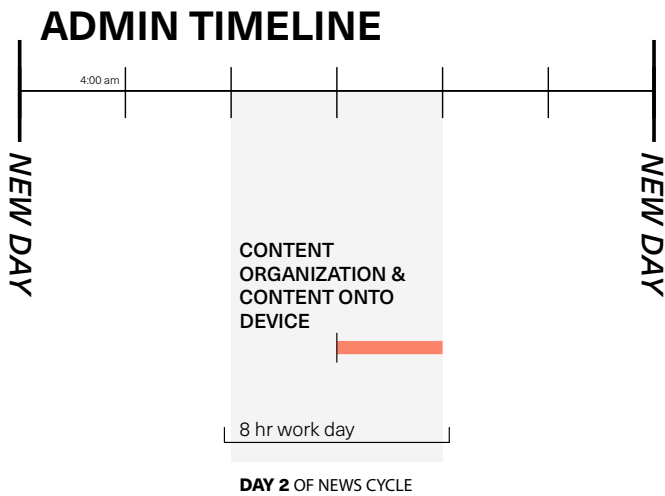 ADMIN TIMELINE
4:00 am
NEW DAY
NEW DAY
CONTENT
ORGANIZATION &
CONTENT ONTO
DEVICE
8 hr work day
DAY 2 OF NEWS CYCLE